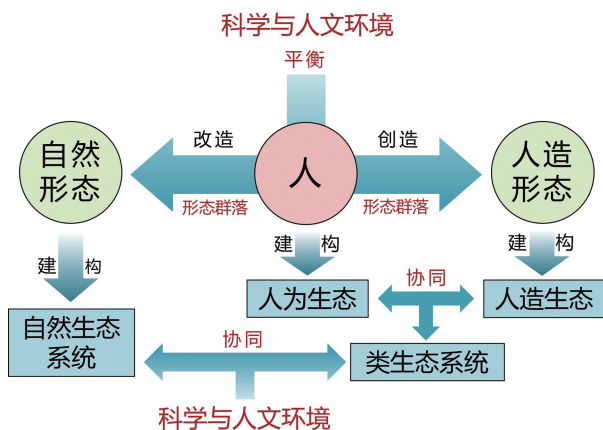 科学与人文环境
平衡
自然
形态
改造
人
创造
人造
形态
形态群落
形态群落
建构
建构
建构
人为生态
协同
人造生态
自然生态
系统
协同
类生态系统
科学与人文环境